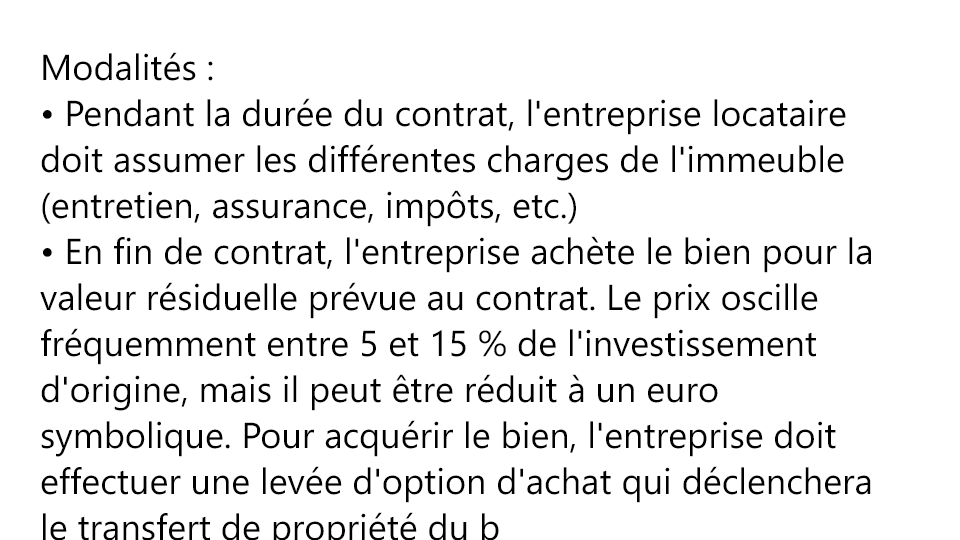 Modalités :
• Pendant la durée du contrat, l'entreprise locataire
doit assumer les différentes charges de l'immeuble
(entretien, assurance, impôts, etc.)
• En fin de contrat, l'entreprise achète le bien pour la
valeur résiduelle prévue au contrat. Le prix oscille
fréquemment entre 5 et 15 % de l'investissement
d'origine, mais il peut être réduit à un euro
symbolique. Pour acquérir le bien, l'entreprise doit
effectuer une levée d'option d'achat qui déclenchera
le transfert de propriété du b